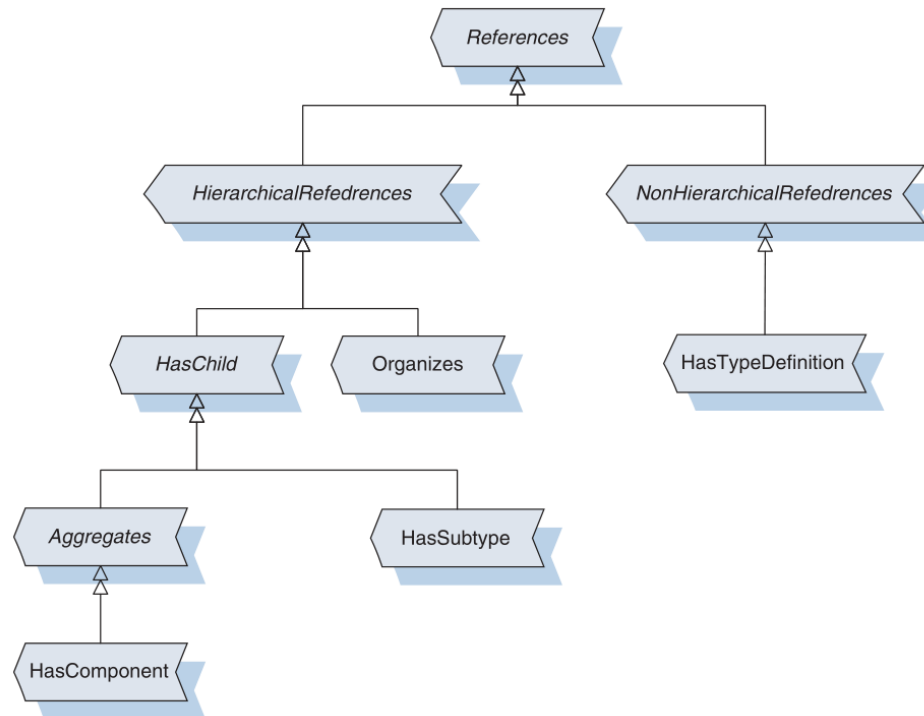 References
HierarchicalRefedrences
NonHierarchicalRefedrences
HasChild
Organizes
HasTypeDefinition
Aggregates
HasSubtype
HasComponent